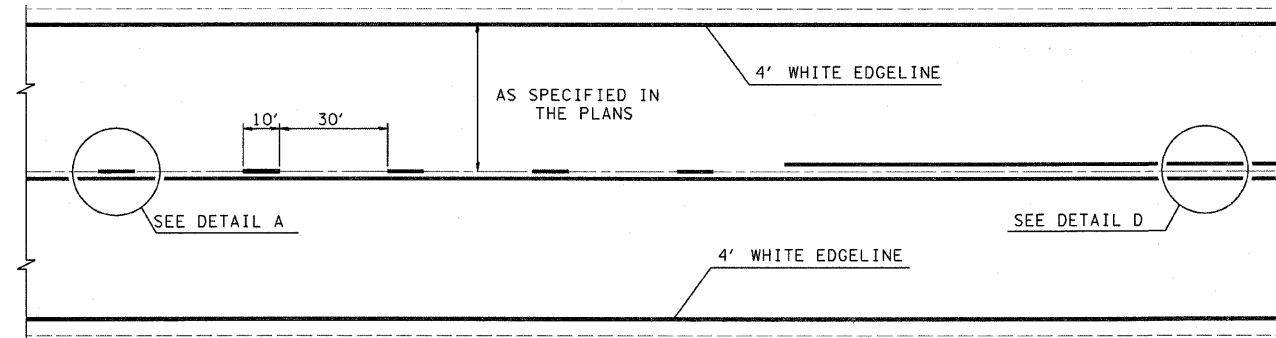 4' WHITE EDGELINE
AS SPECIFIED IN
THE PLANS
10'
30'
SEE DETAIL A
SEE DETAIL D
4' WHITE EDGELINE